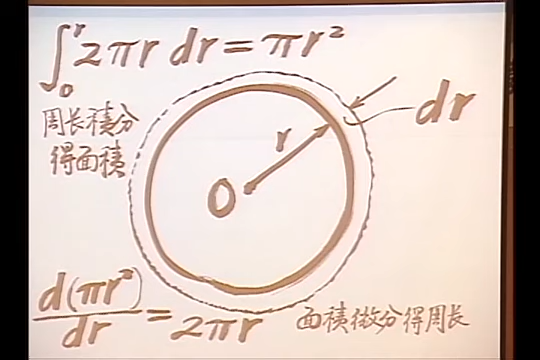 ∫₀ʳ 2πr dr = πr²
周长積分
得面積
dr
r
O
d(πr²)/dr = 2πr
面積微分得周长